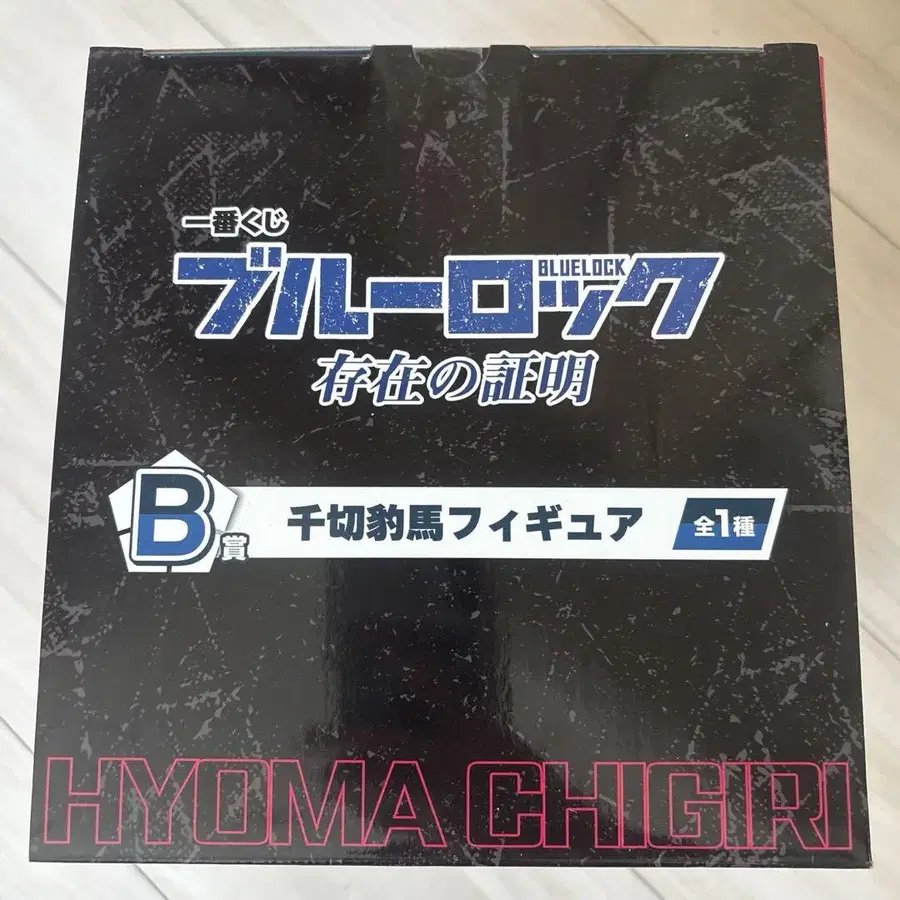 一番くじ
ブルーロック
BLUELOCK
存在の証明
B賞 千切豹馬フィギュア 全1種
HYOMA CHIGIRI